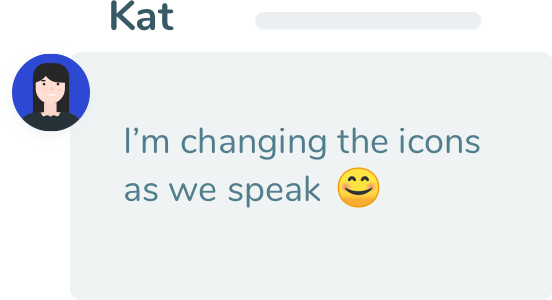 Kat
I’m changing the icons
as we speak 😊